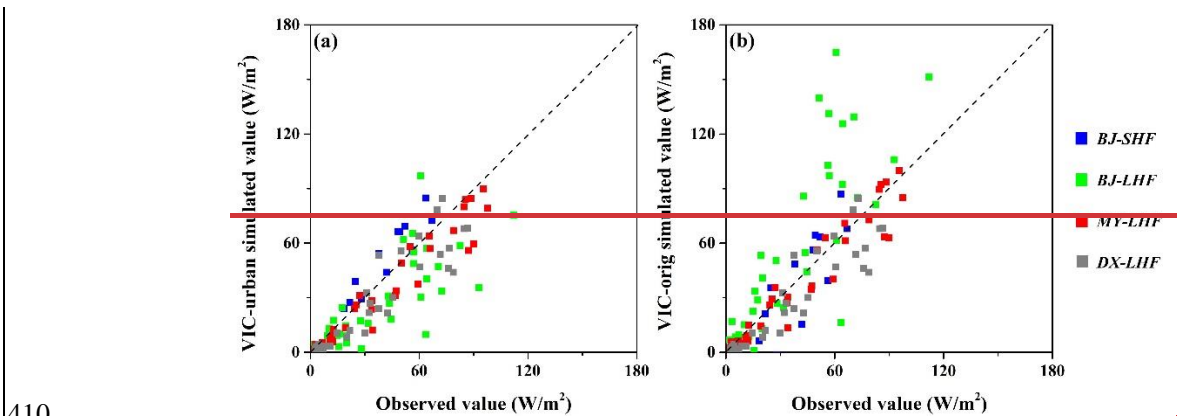 180
(a)
120
60
0
0
60
120
180
VIC-urban simulated value (W/m²)
Observed value (W/m²)
180
(b)
120
60
0
0
60
120
180
VIC-orig simulated value (W/m²)
Observed value (W/m²)
BJ-SHF
BJ-LHF
MY-LHF
DX-LHF
410